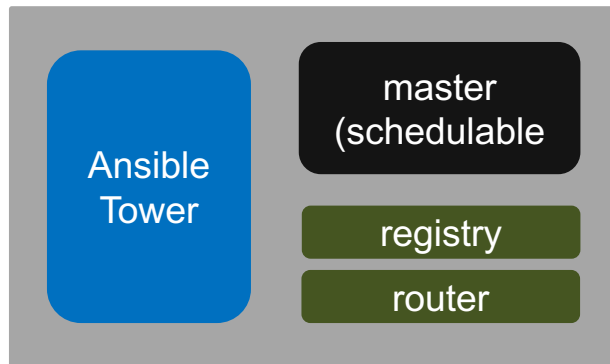 Ansible
Tower
master
(schedulable
registry
router